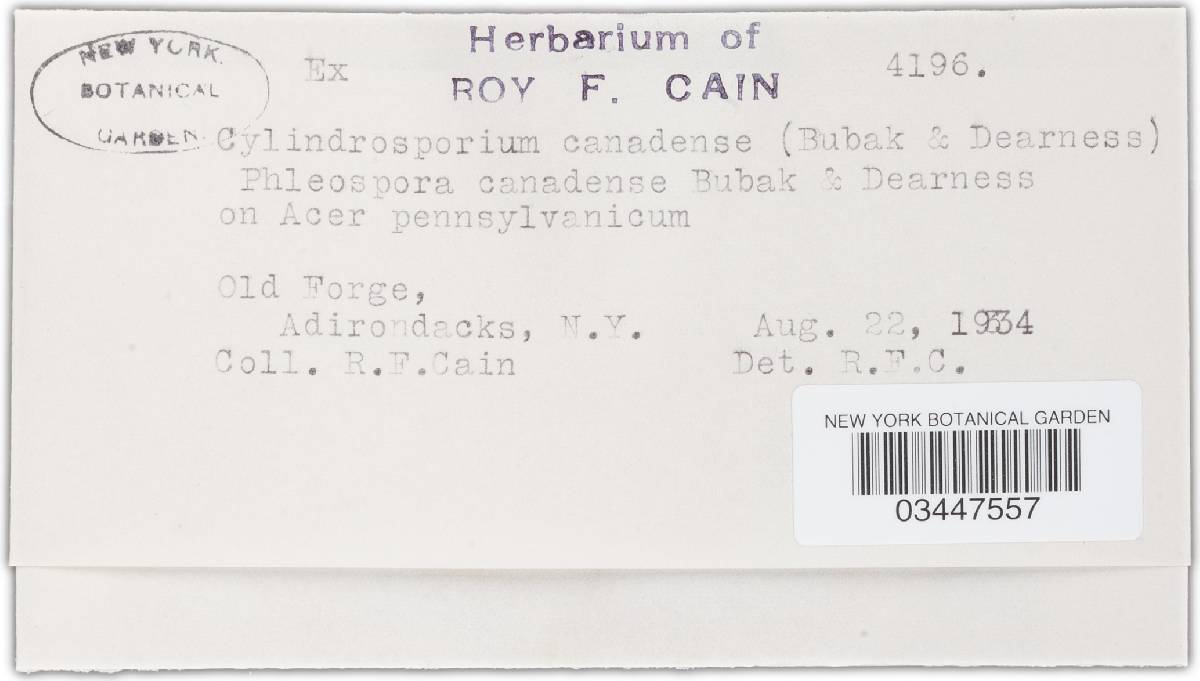 NEW YORK
BOTANICAL
GARDEN
Ex
Herbarium of
ROY F. CAIN
4196.
Cylindrosporium canadense (Bubak & Dearness)
Phleospora canadense Bubak & Dearness
on Acer pennsylvanicum
Old Forge,
Adirondacks, N.Y. Aug. 22, 1934
Coll. R.F.Cain Det. R.F.C.
NEW YORK BOTANICAL GARDEN
03447557